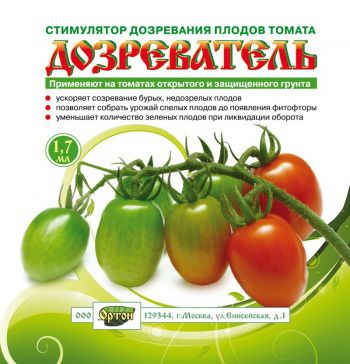 СТИМУЛЯТОР ДОЗРЕВАНИЯ ПЛОДОВ ТОМАТА
ДОЗРЕВАТЕЛЬ
Применяют на томатах открытого и защищенного грунта
ускоряет созревание бурых, недозрелых плодов
позволяет собрать урожай спелых плодов до появления фитофторы
уменьшает количество зеленых плодов при ликвидации оборота
1,7
мл
ООО Ортон 129344, г.Москва, ул.Енисейская, д.1